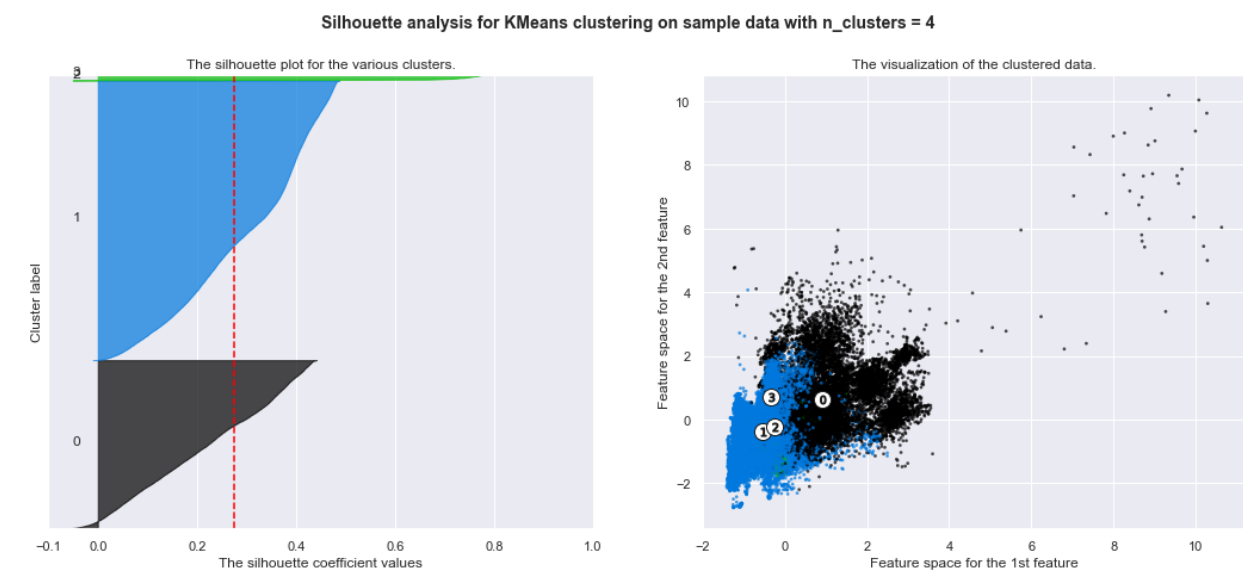 Silhouette analysis for KMeans clustering on sample data with n_clusters = 4
The silhouette plot for the various clusters.
3
2
1
0
Cluster label
−0.1 0.0 0.2 0.4 0.6 0.8 1.0
The silhouette coefficient values
The visualization of the clustered data.
10
8
6
4
2
0
−2
Feature space for the 2nd feature
3
0
1 2
−2 0 2 4 6 8 10
Feature space for the 1st feature